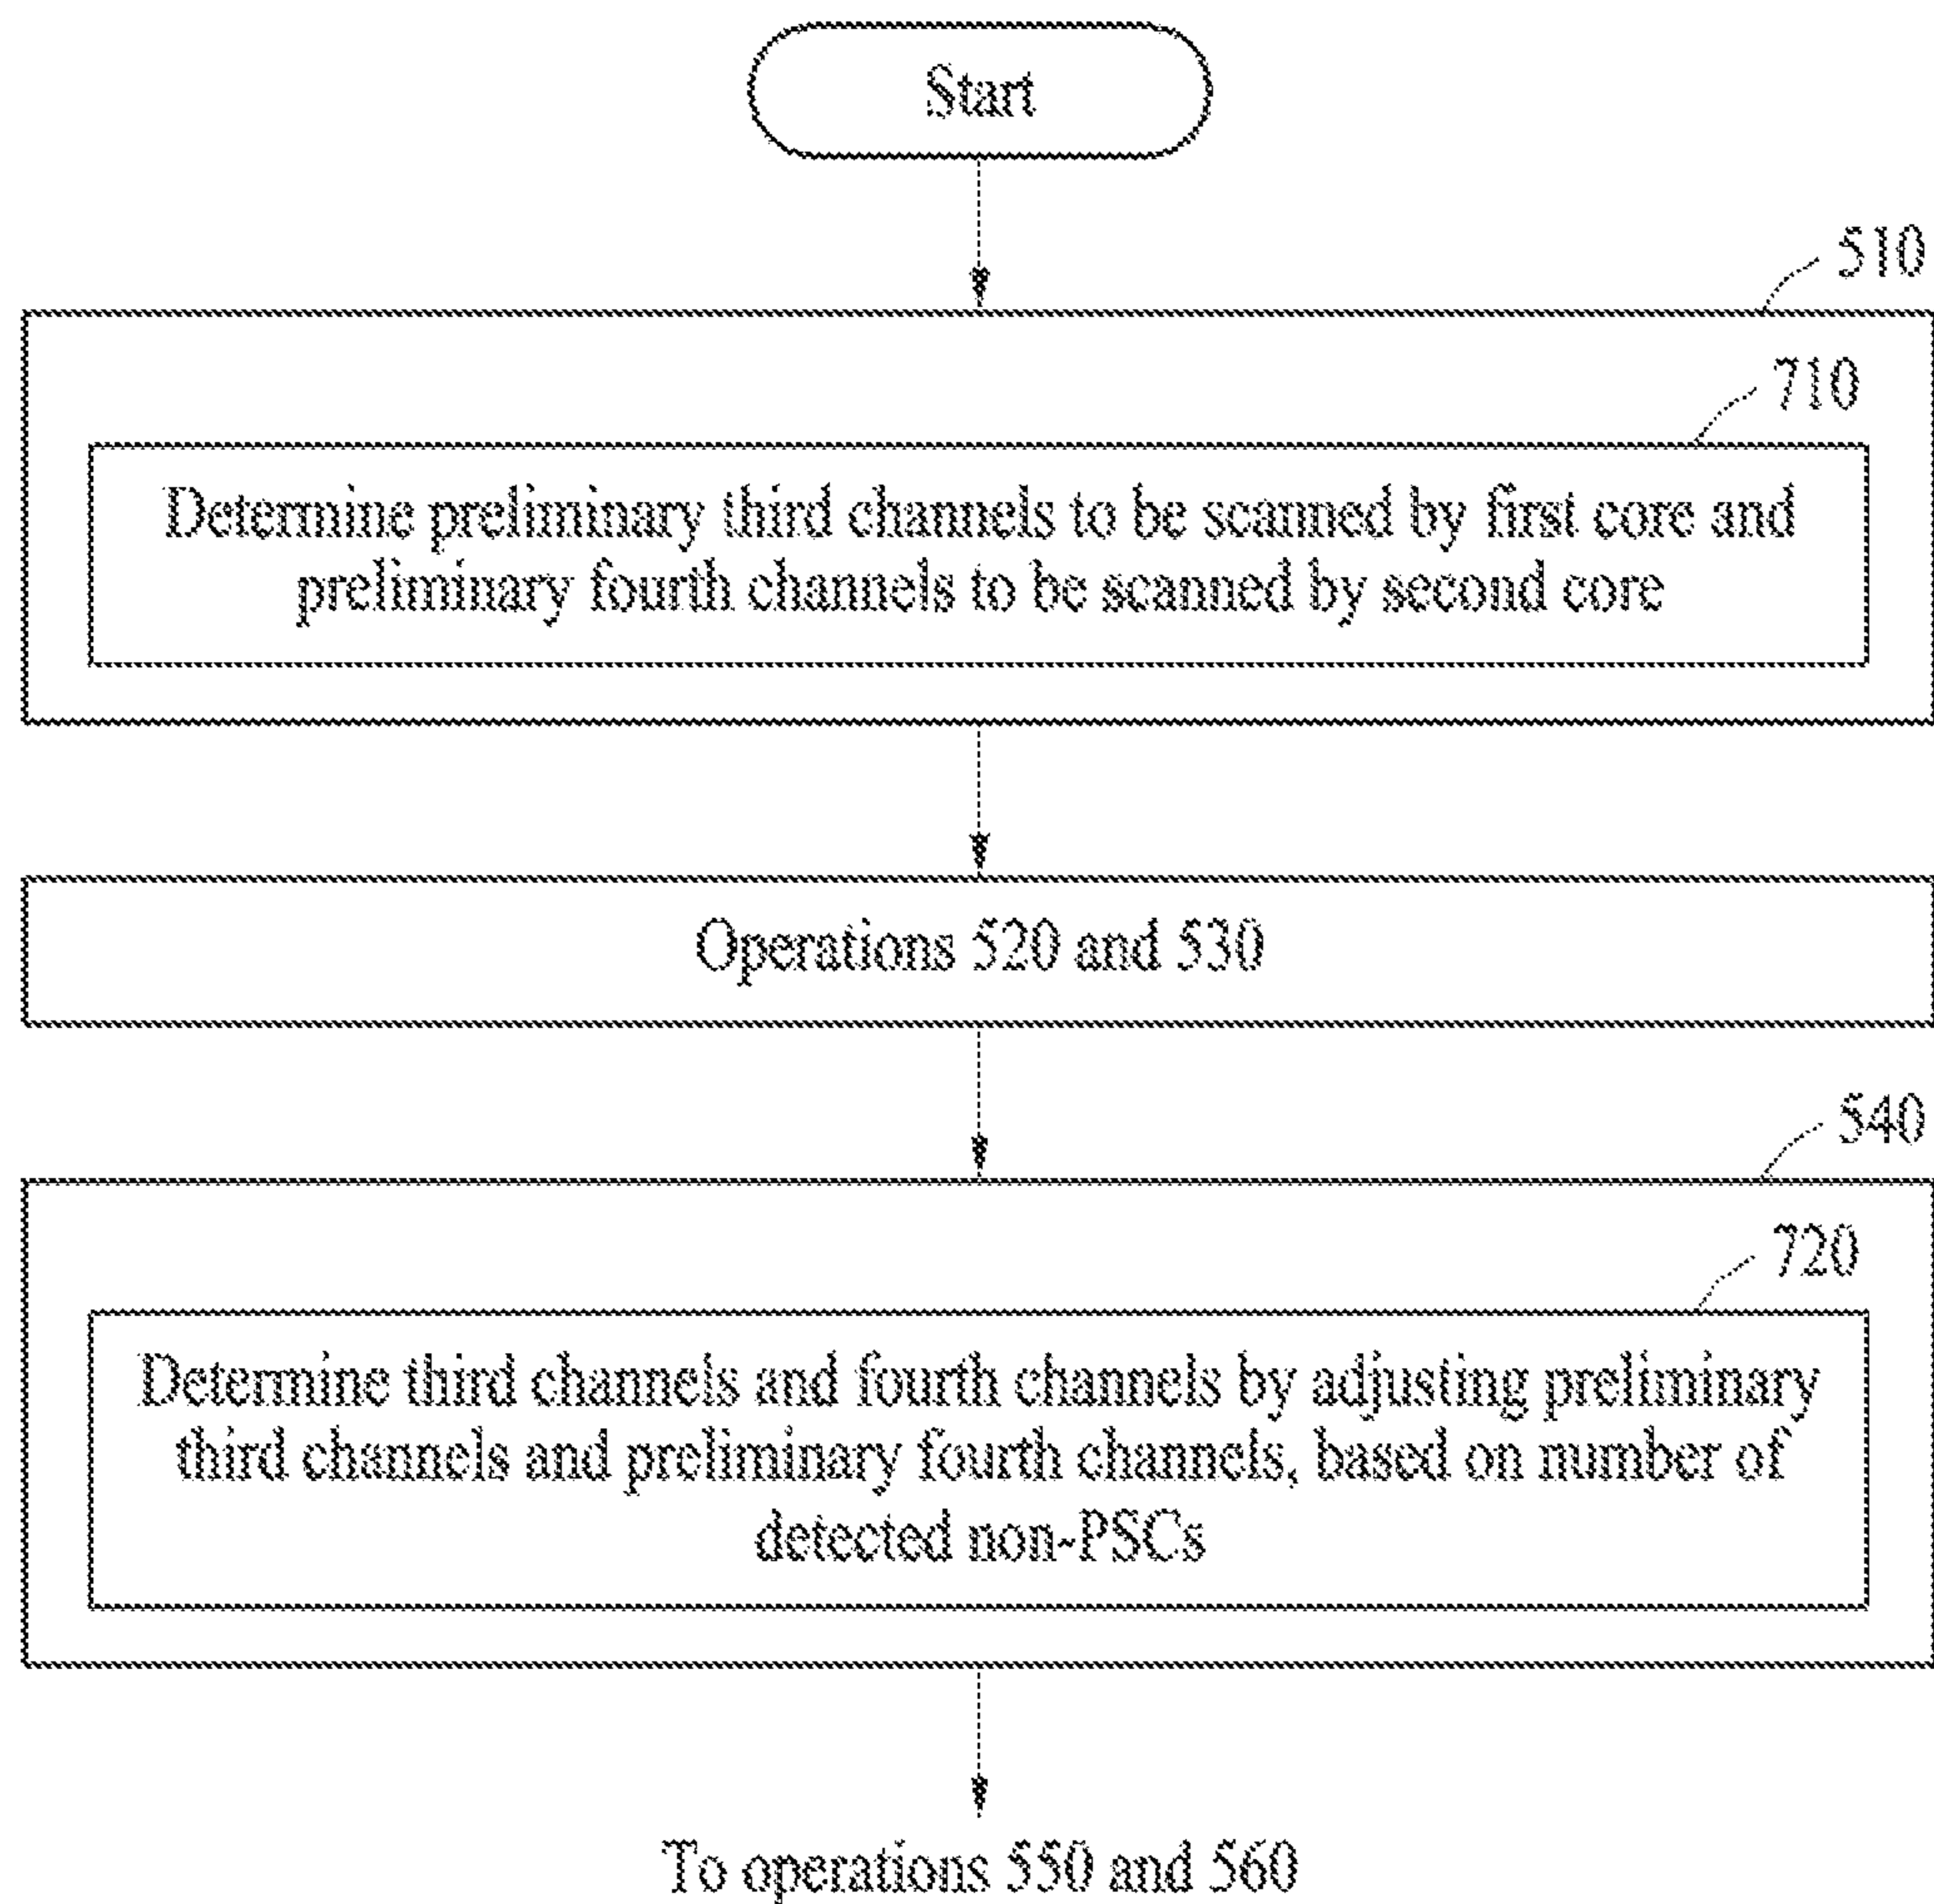 Start
510
710
Determine preliminary third channels to be scanned by first core and
preliminary fourth channels to be scanned by second core
Operations 520 and 530
540
720
Determine third channels and fourth channels by adjusting preliminary
third channels and preliminary fourth channels, based on number of
detected non-PSCs
To operations 550 and 560